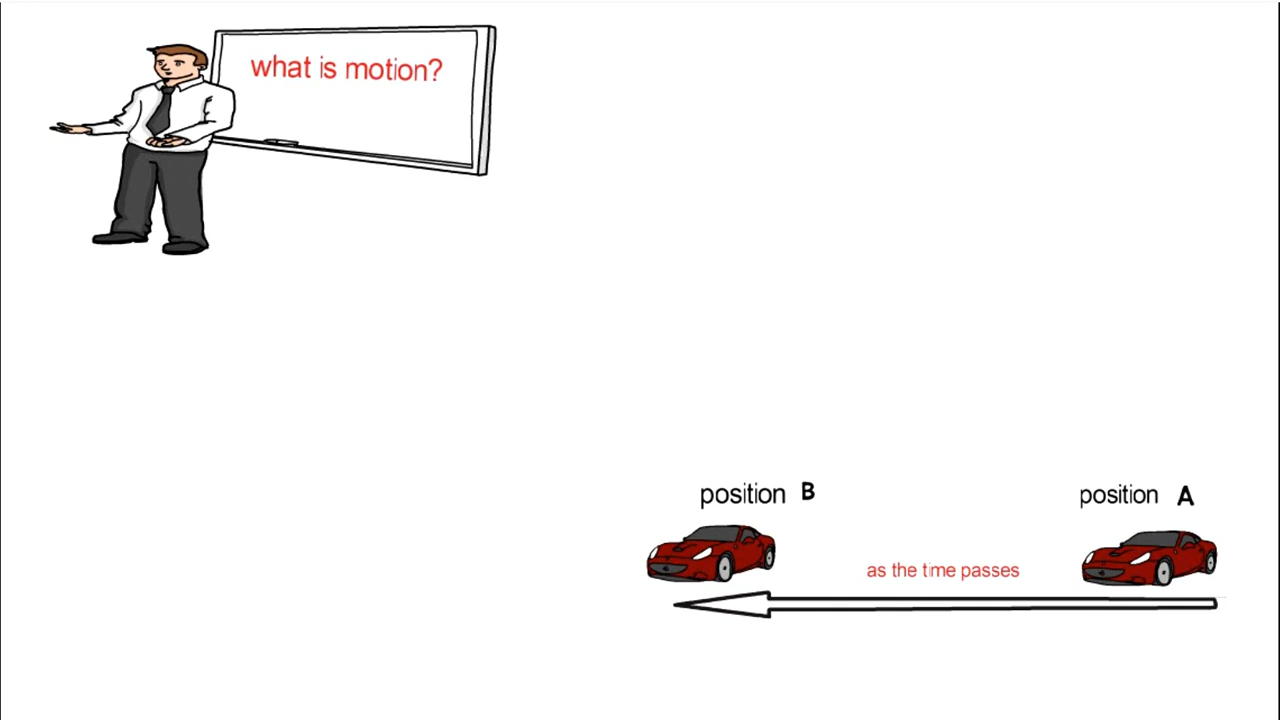 what is motion?
position B
position A
as the time passes